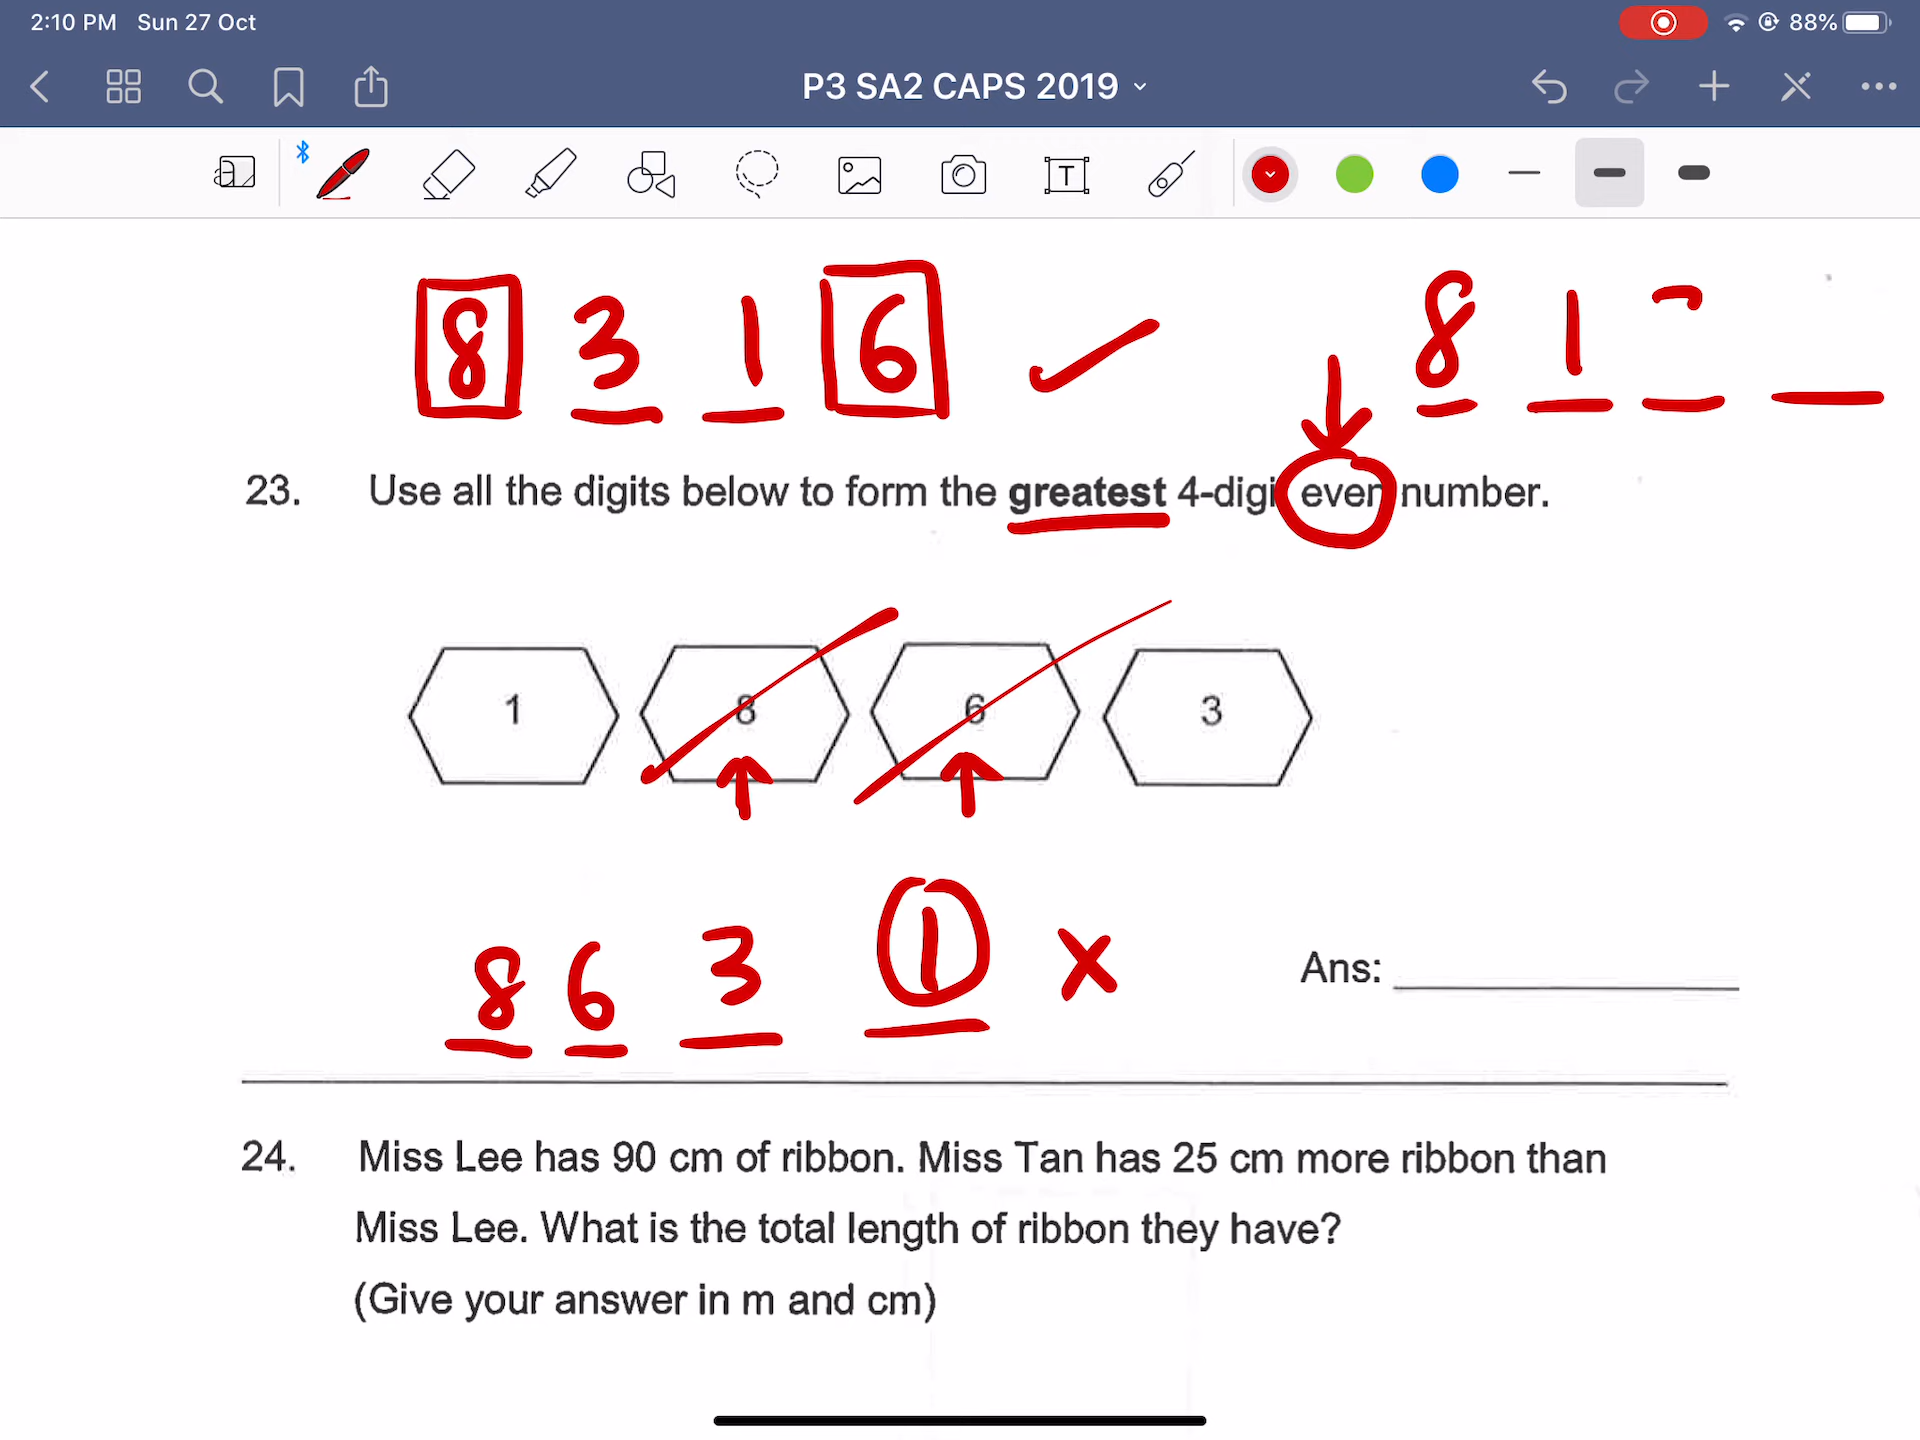 2:10 PM Sun 27 Oct 88%
P3 SA2 CAPS 2019
T
8 3 1 6 ✓ 8 1
23. Use all the digits below to form the greatest 4-digi even number.
1 8 6 3
8 6 3 1 x
Ans:
24. Miss Lee has 90 cm of ribbon. Miss Tan has 25 cm more ribbon than
Miss Lee. What is the total length of ribbon they have?
(Give your answer in m and cm)